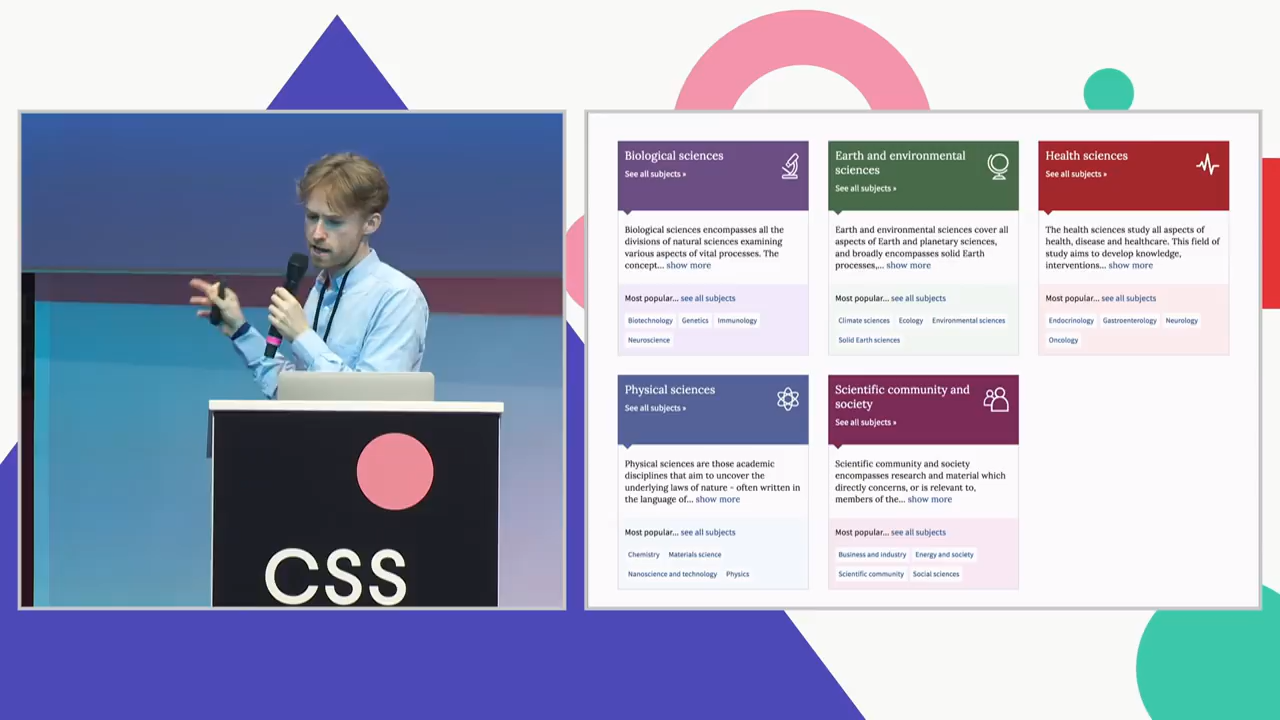 CSS
Biological sciences
See all subjects »
Biological sciences encompasses all the
divisions of natural sciences examining
various aspects of vital processes. The
concept... show more
Most popular... see all subjects
Biotechnology Genetics Immunology
Neuroscience
Earth and environmental
sciences
See all subjects »
Earth and environmental sciences cover all
aspects of Earth and planetary sciences,
and broadly encompasses solid Earth
processes,... show more
Most popular... see all subjects
Climate sciences Ecology Environmental sciences
Solid Earth sciences
Health sciences
See all subjects »
The health sciences study all aspects of
health, disease and healthcare. This field of
study aims to develop knowledge,
interventions... show more
Most popular... see all subjects
Endocrinology Gastroenterology Neurology
Oncology
Physical sciences
See all subjects »
Physical sciences are those academic
disciplines that aim to uncover the
underlying laws of nature - often written in
the language of... show more
Most popular... see all subjects
Chemistry Materials science
Nanoscience and technology Physics
Scientific community and
society
See all subjects »
Scientific community and society
encompasses research and material which
directly concerns, or is relevant to,
members of the... show more
Most popular... see all subjects
Business and industry Energy and society
Scientific community Social sciences